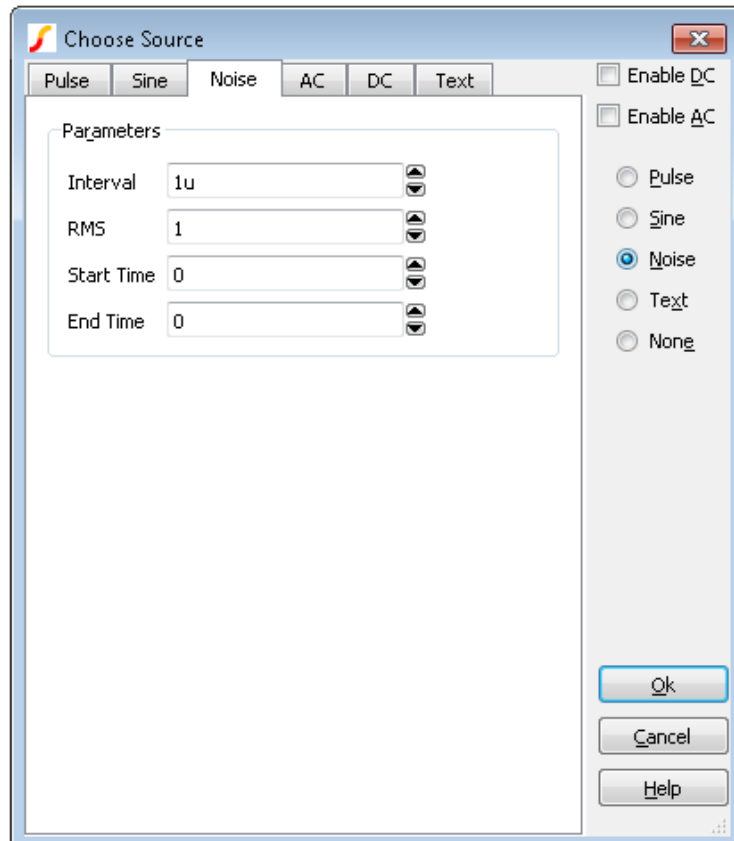 Choose Source
Pulse Sine Noise AC DC Text
Enable DC
Enable AC
Parameters
Interval 1u
RMS 1
Start Time 0
End Time 0
Pulse
Sine
Noise
Text
None
Ok
Cancel
Help